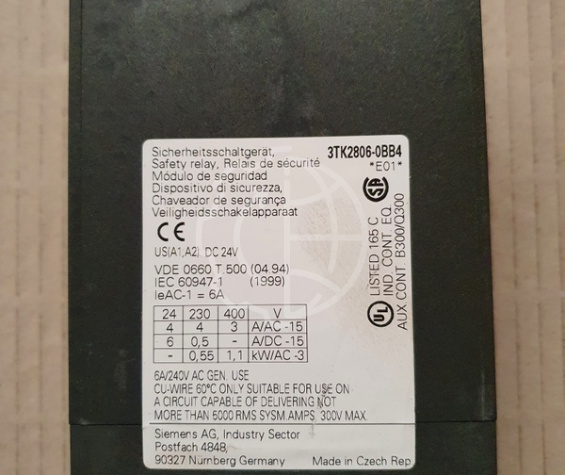 Sicherheitsschaltgerät, 3TK2806-0BB4
Safety relay, Relais de sécurité *E01*
Módulo de seguridad
Dispositivo di sicurezza,
Chaveador de segurança
Veiligheidsschakelapparaat
CE
US(A1,A2): DC 24V
VDE 0660 T.500 (04.94)
IEC 60947-1 (1999)
IeAC-1 = 6A
24 230 400 V
4 4 3 A/AC -15
6 0,5 - A/DC -15
- 0,55 1,1 kW/AC -3
6A/240V AC GEN. USE
CU-WIRE 60°C ONLY SUITABLE FOR USE ON
A CIRCUIT CAPABLE OF DELIVERING NOT
MORE THAN 5000 RMS SYSM.AMPS, 300V MAX.
Siemens AG, Industry Sector
Postfach 4848,
90327 Nürnberg Germany Made in Czech Rep
UL LISTED 165 C
IND. CONT. EQ.
AUX CONT. B300/Q300